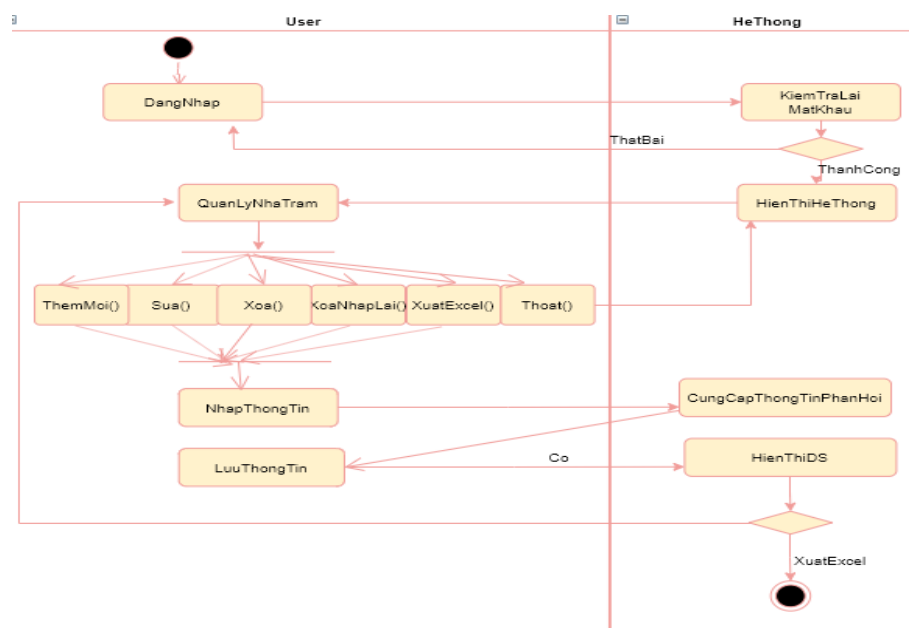 User
HeThong
DangNhap
KiemTraLai
MatKhau
ThatBai
ThanhCong
QuanLyNhaTram
HienThiHeThong
ThemMoi()
Sua()
Xoa()
XoaNhapLai()
XuatExcel()
Thoat()
NhapThongTin
CungCapThongTinPhanHoi
LuuThongTin
Co
HienThiDS
XuatExcel